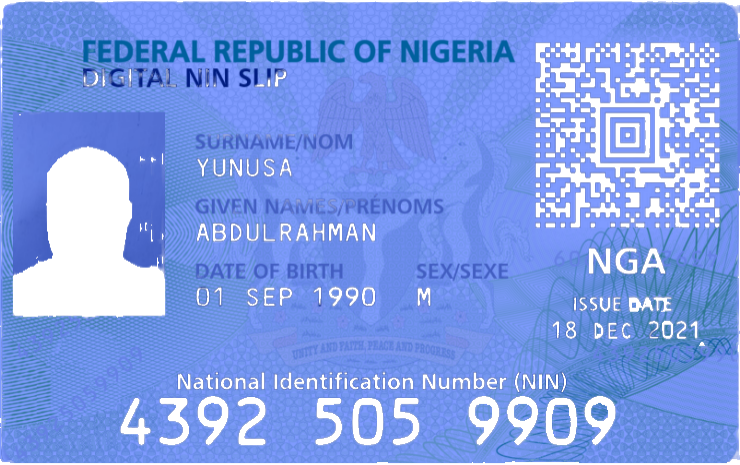 FEDERAL REPUBLIC OF NIGERIA
DIGITAL NIN SLIP
SURNAME/NOM
YUNUSA
GIVEN NAMES/PRÉNOMS
ABDULRAHMAN
DATE OF BIRTH SEX/SEXE
01 SEP 1990 M
NGA
ISSUE DATE
18 DEC 2021
UNITY AND FAITH, PEACE AND PROGRESS
National Identification Number (NIN)
4392 505 9909